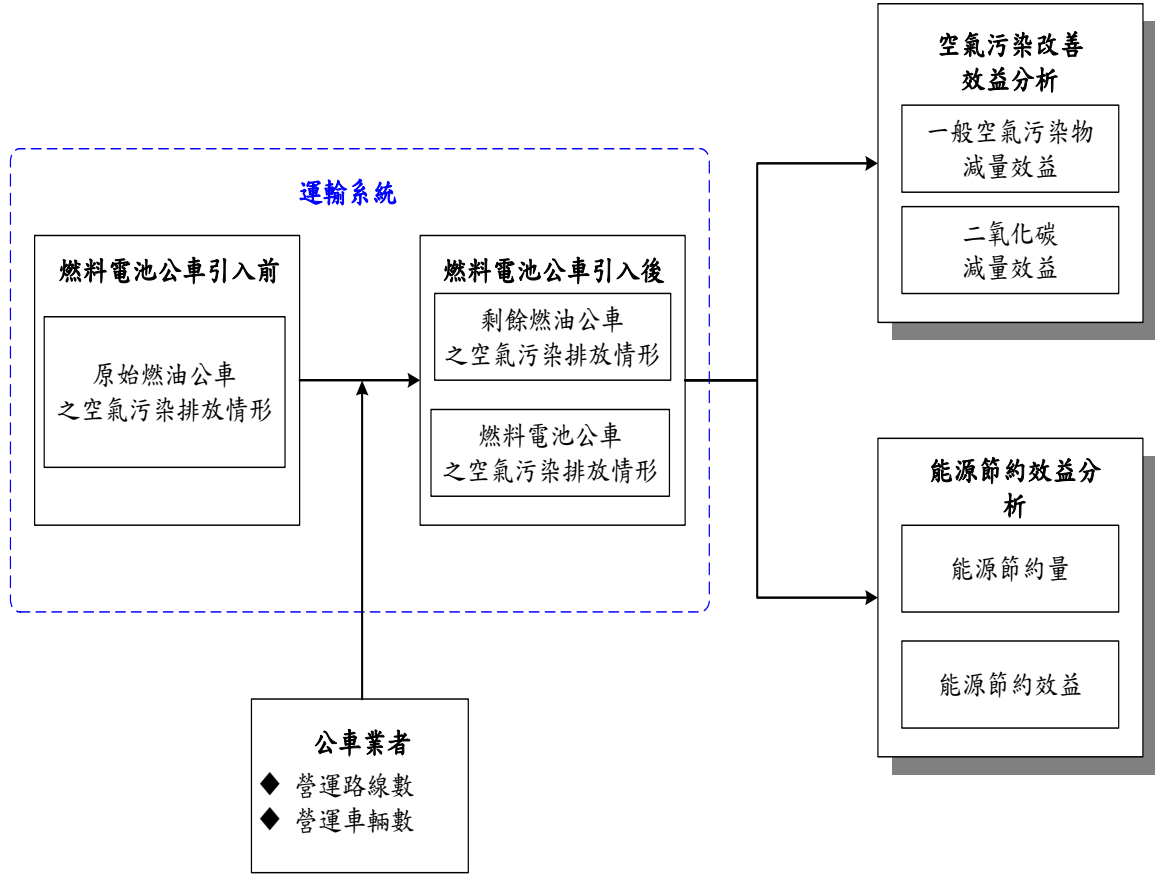 運輸系統
燃料電池公車引入前
原始燃油公車
之空氣污染排放情形
燃料電池公車引入後
剩餘燃油公車
之空氣污染排放情形
燃料電池公車
之空氣污染排放情形
公車業者
◆ 營運路線數
◆ 營運車輛數
空氣污染改善
效益分析
一般空氣污染物
減量效益
二氧化碳
減量效益
能源節約效益分
析
能源節約量
能源節約效益